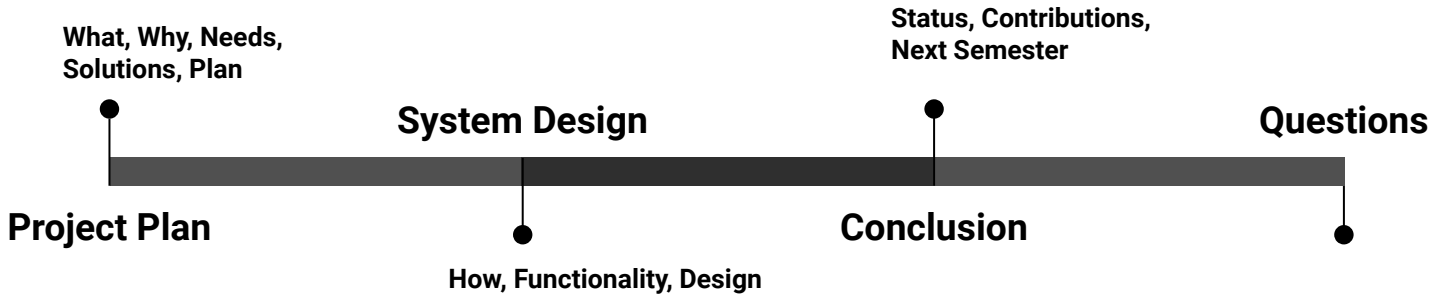 What, Why, Needs,
Solutions, Plan
Project Plan
System Design
How, Functionality, Design
Status, Contributions,
Next Semester
Conclusion
Questions